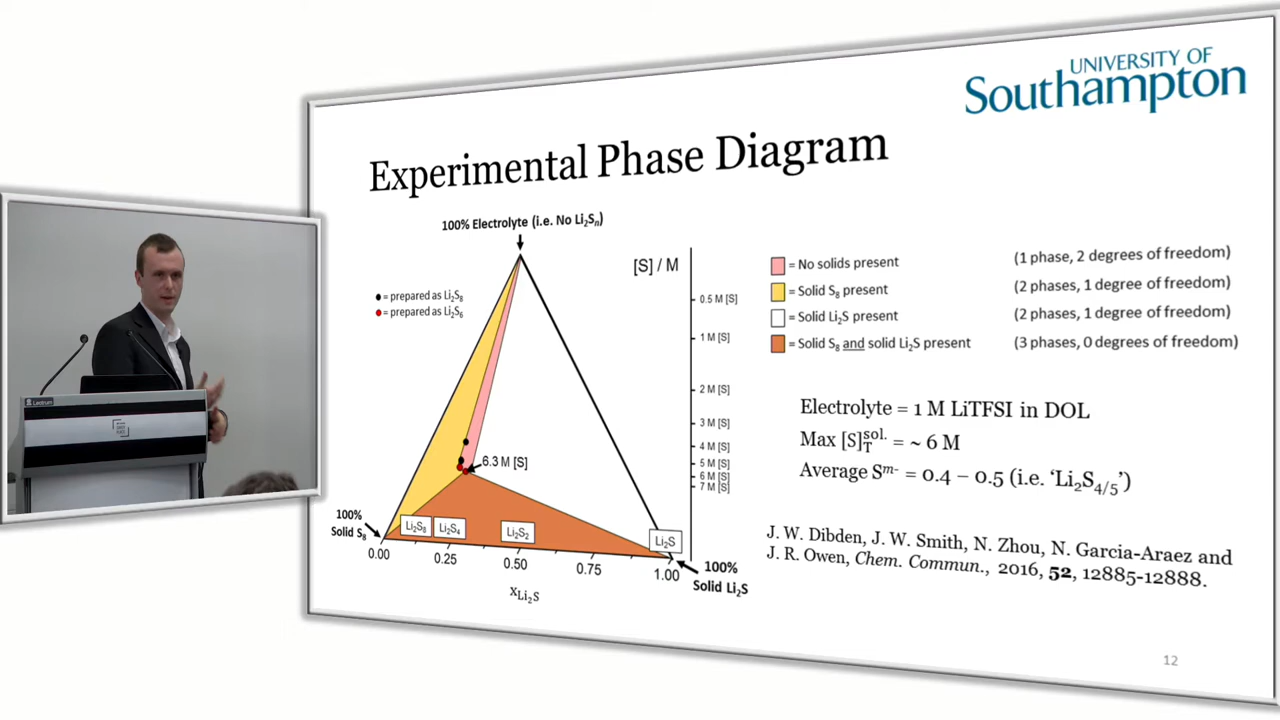 UNIVERSITY OF
Southampton
Experimental Phase Diagram
100% Electrolyte (i.e. No Li₂Sₙ)
[S] / M
= prepared as Li₂S₈
= prepared as Li₂S₆
0.5 M [S]
1 M [S]
2 M [S]
3 M [S]
4 M [S]
5 M [S]
6 M [S]
7 M [S]
6.3 M [S]
100%
Solid S₈
Li₂S₈
Li₂S₄
Li₂S₂
Li₂S
0.00
0.25
0.50
0.75
1.00
100%
Solid Li₂S
xLi₂S
= No solids present (1 phase, 2 degrees of freedom)
= Solid S₈ present (2 phases, 1 degree of freedom)
= Solid Li₂S present (2 phases, 1 degree of freedom)
= Solid S₈ and solid Li₂S present (3 phases, 0 degrees of freedom)
Electrolyte = 1 M LiTFSI in DOL
Max [S]T sol. = ~ 6 M
Average Sᵐ⁻ = 0.4 – 0.5 (i.e. ‘Li₂S₄/₅’)
J. W. Dibden, J. W. Smith, N. Zhou, N. Garcia-Araez and
J. R. Owen, Chem. Commun., 2016, 52, 12885-12888.
12